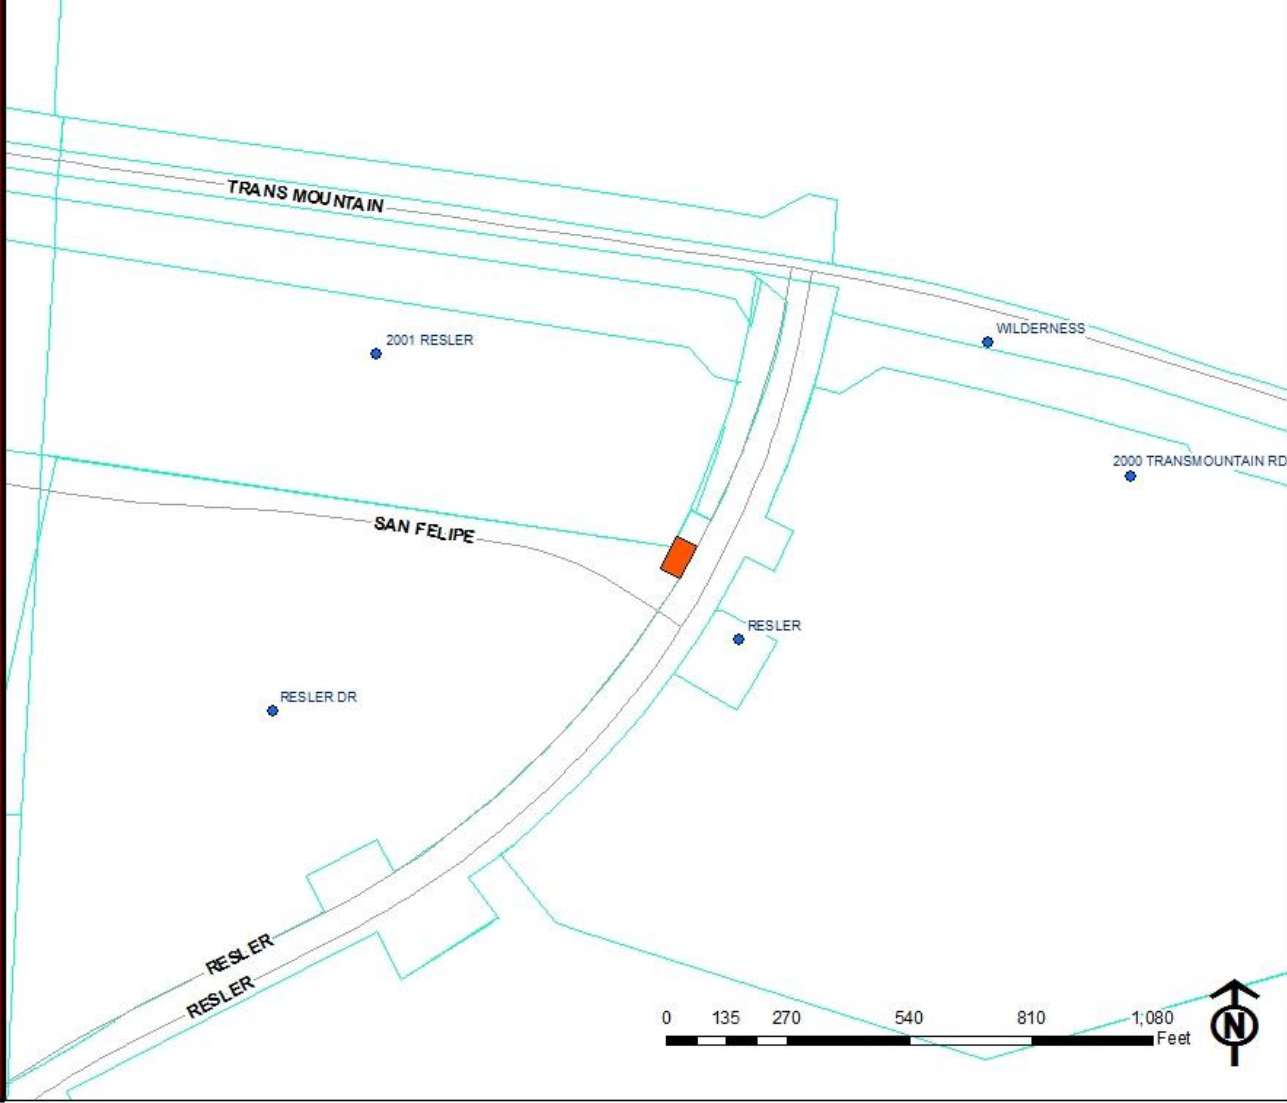 TRANS MOUNTAIN
WILDERNESS
2001 RESLER
2000 TRANSMOUNTAIN RD
SAN FELIPE
RESLER
RESLER DR
RESLER
RESLER
0 135 270 540 810 1,080
Feet
N